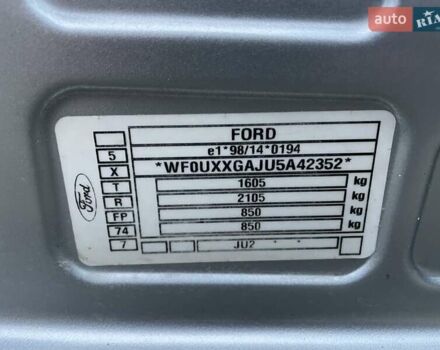 auto RIA
FORD
5 e1*98/14*0194
X *WF0UXXGAJU5A42352*
T 1605 kg
R 2105 kg
FP 850 kg
74 850 kg
7 JU2 * *
Ford